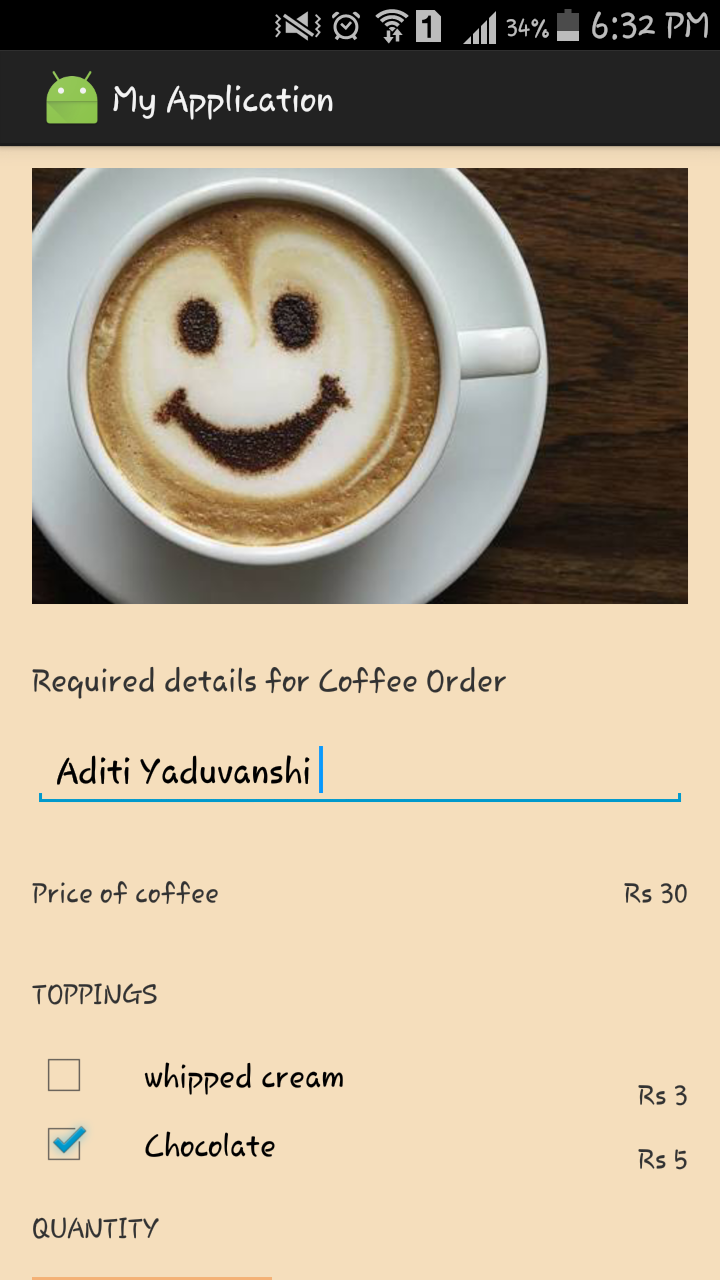 1 34% 6:32 PM
My Application
Required details for Coffee Order
Aditi Yaduvanshi
Price of coffee Rs 30
TOPPINGS
whipped cream Rs 3
Chocolate Rs 5
QUANTITY